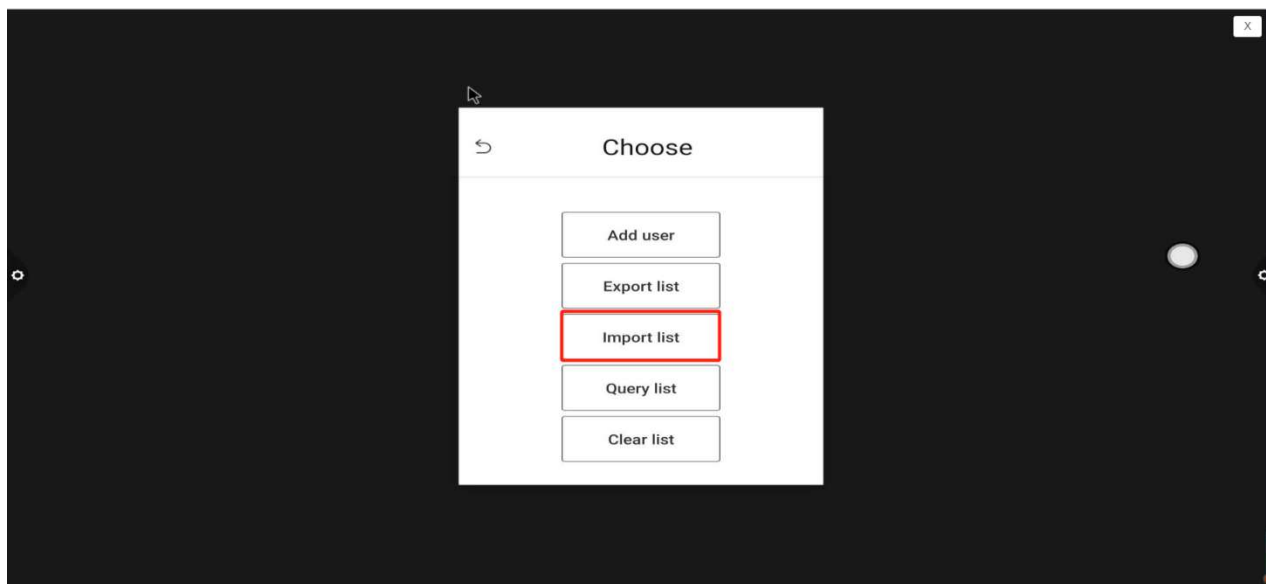 X
Choose
Add user
Export list
Import list
Query list
Clear list